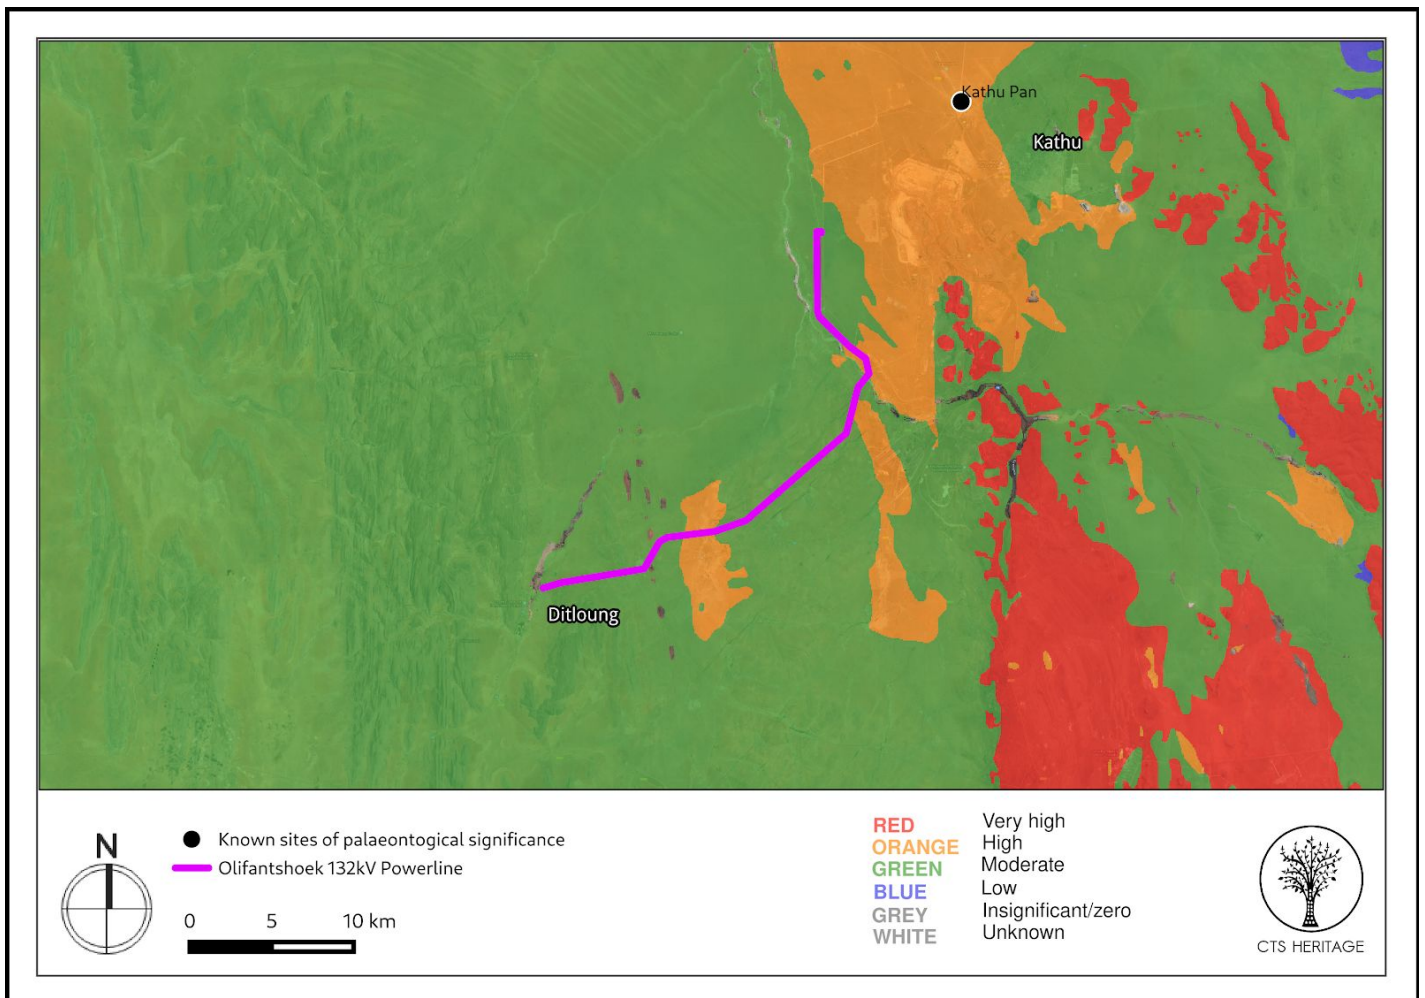 Kathu Pan
Kathu
Ditloung
N
Known sites of palaeontogical significance
Olifantshoek 132kV Powerline
0 5 10 km
RED Very high
ORANGE High
GREEN Moderate
BLUE Low
GREY Insignificant/zero
WHITE Unknown
CTS HERITAGE